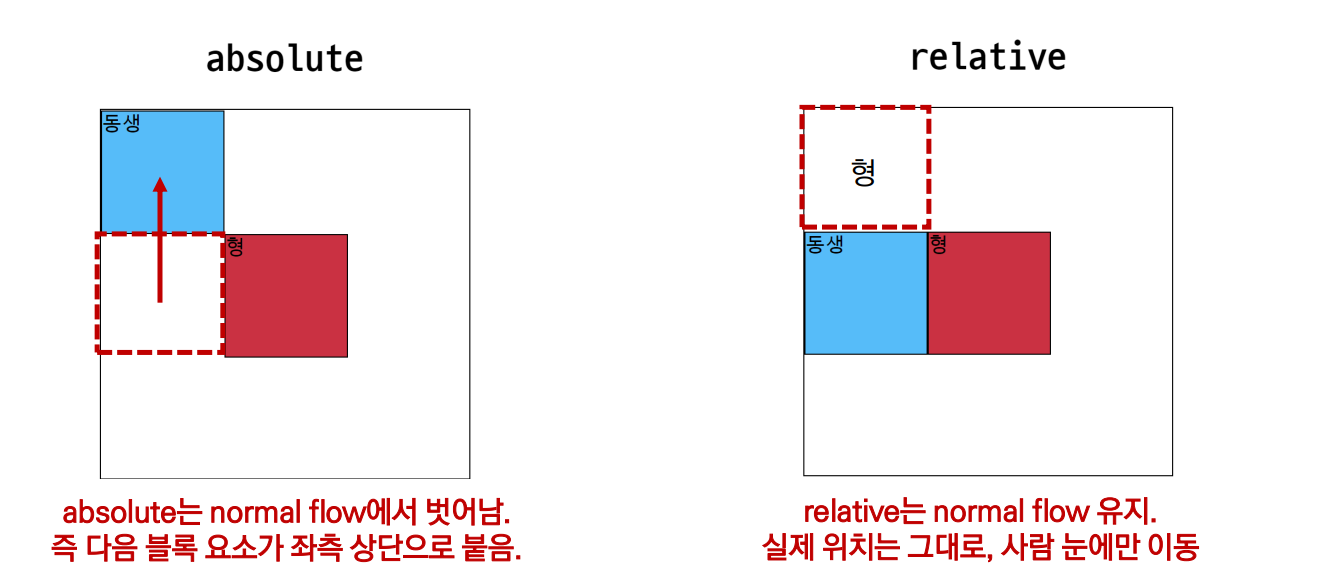 absolute
동생
형
absolute는 normal flow에서 벗어남.
즉 다음 블록 요소가 좌측 상단으로 붙음.
relative
형
동생
형
relative는 normal flow 유지.
실제 위치는 그대로, 사람 눈에만 이동